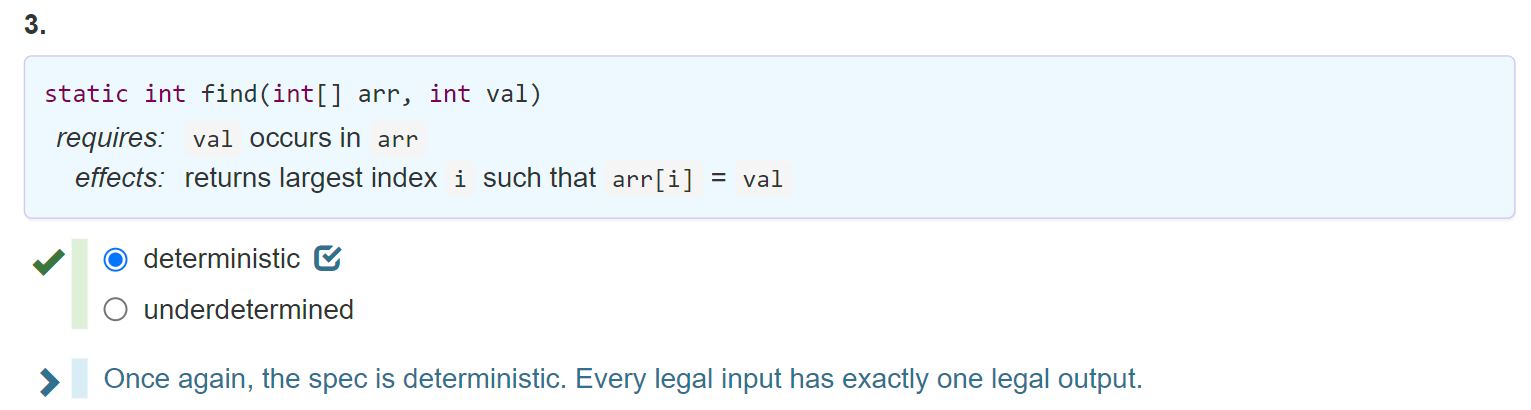 3.
static int find(int[] arr, int val)
requires: val occurs in arr
effects: returns largest index i such that arr[i] = val
deterministic
underdetermined
Once again, the spec is deterministic. Every legal input has exactly one legal output.